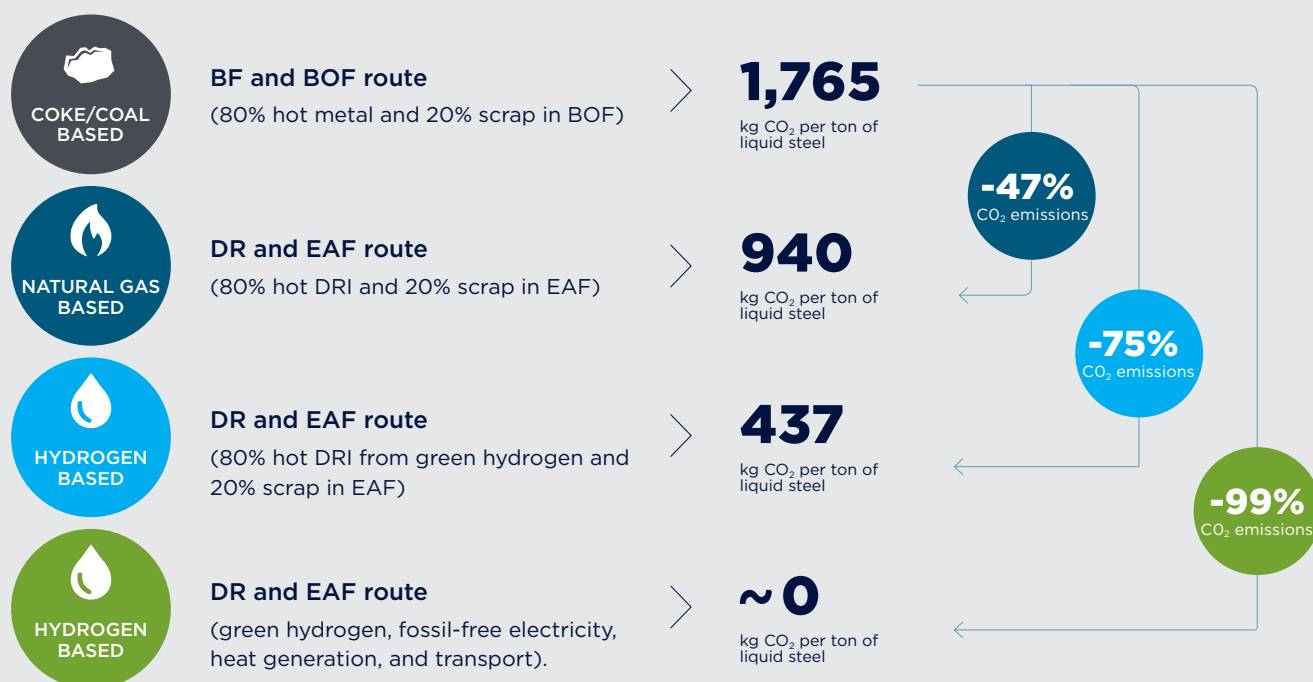 COKE/COAL
BASED
BF and BOF route
(80% hot metal and 20% scrap in BOF)
1,765
kg CO₂ per ton of
liquid steel
-47%
CO₂ emissions
NATURAL GAS
BASED
DR and EAF route
(80% hot DRI and 20% scrap in EAF)
940
kg CO₂ per ton of
liquid steel
-75%
CO₂ emissions
HYDROGEN
BASED
DR and EAF route
(80% hot DRI from green hydrogen and
20% scrap in EAF)
437
kg CO₂ per ton of
liquid steel
-99%
CO₂ emissions
HYDROGEN
BASED
DR and EAF route
(green hydrogen, fossil-free electricity,
heat generation, and transport).
~ 0
kg CO₂ per ton of
liquid steel